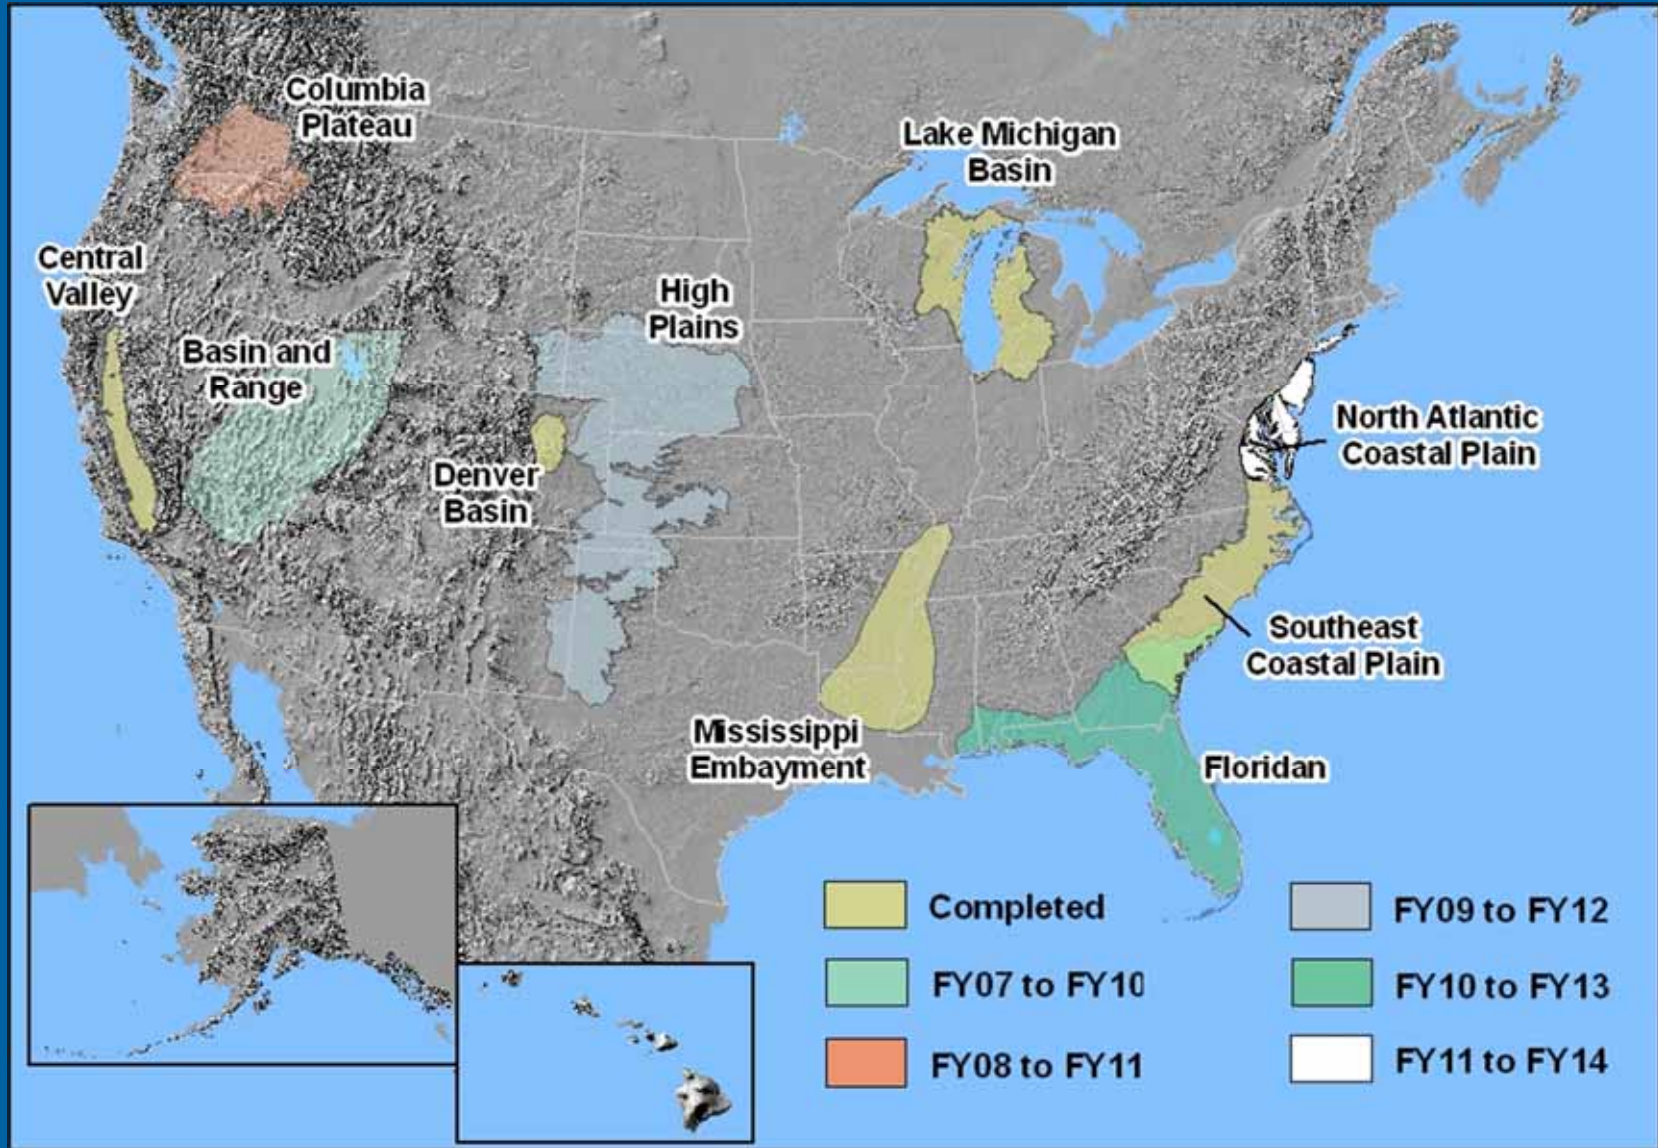 Columbia
Plateau
Lake Michigan
Basin
Central
Valley
High
Plains
Basin and
Range
North Atlantic
Coastal Plain
Denver
Basin
Southeast
Coastal Plain
Mississippi
Embayment
Floridan
Completed
FY07 to FY10
FY08 to FY11
FY09 to FY12
FY10 to FY13
FY11 to FY14